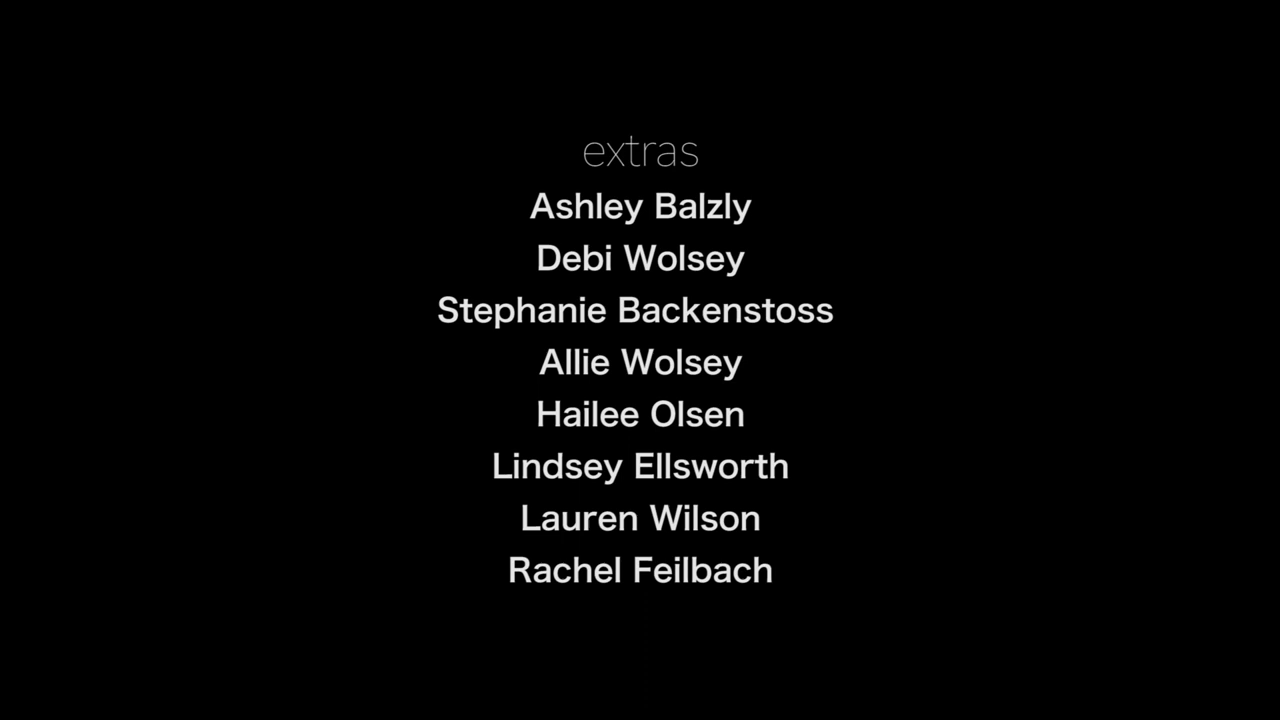 extras
Ashley Balzly
Debi Wolsey
Stephanie Backenstoss
Allie Wolsey
Hailee Olsen
Lindsey Ellsworth
Lauren Wilson
Rachel Feilbach